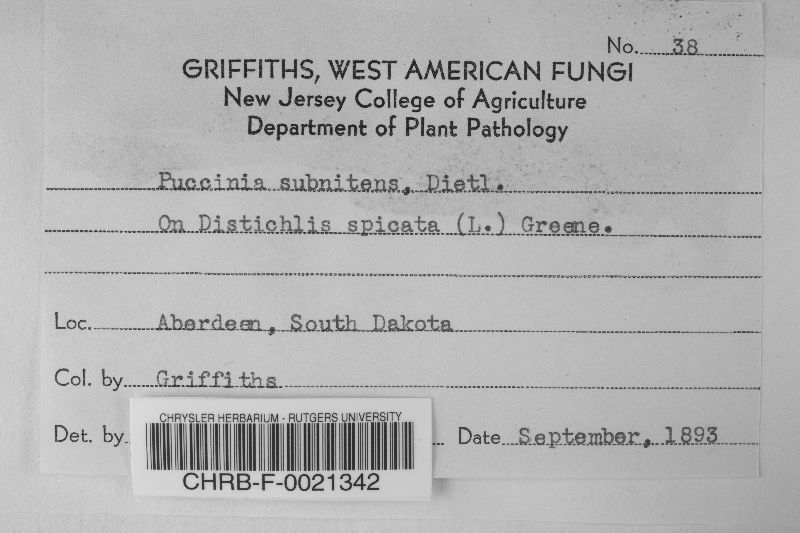 No. 38
GRIFFITHS, WEST AMERICAN FUNGI
New Jersey College of Agriculture
Department of Plant Pathology
Puccinia subnitens, Dietl.
On Distichlis spicata (L.) Greene.
Loc. Aberdeen, South Dakota
Col. by Griffiths
Det. by
Date September, 1893
CHRYSLER HERBARIUM - RUTGERS UNIVERSITY
CHRB-F-0021342